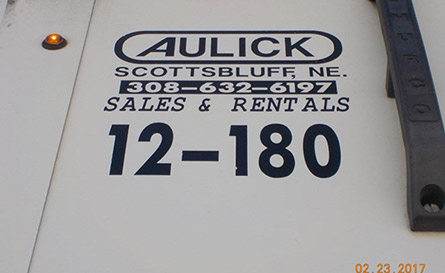 AULICK
SCOTTSBLUFF, NE.
308-632-6197
SALES & RENTALS
12-180
02.23.2017